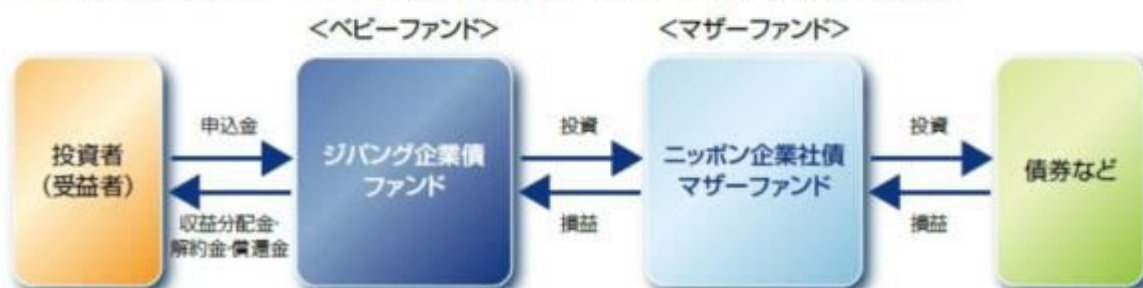 <ベビーファンド>
<マザーファンド>
投資者
(受益者)
申込金
収益分配金・
解約金・償還金
ジパング企業債
ファンド
投資
損益
ニッポン企業社債
マザーファンド
投資
損益
債券など